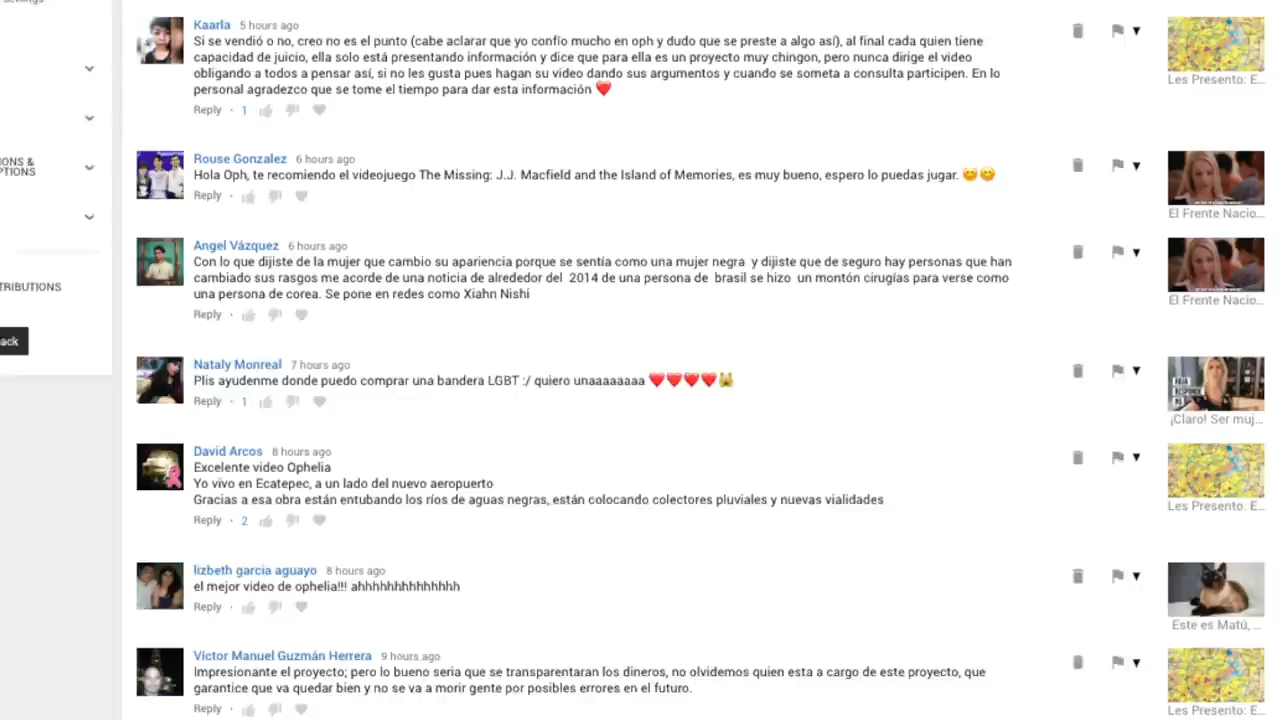 IONS &
PTIONS
TRIBUTIONS
ack
Kaarla 5 hours ago
Si se vendió o no, creo no es el punto (cabe aclarar que yo confío mucho en oph y dudo que se preste a algo así), al final cada quien tiene
capacidad de juicio, ella solo está presentando información y dice que para ella es un proyecto muy chingon, pero nunca dirige el video
obligando a todos a pensar así, si no les gusta pues hagan su video dando sus argumentos y cuando se someta a consulta participen. En lo
personal agradezco que se tome el tiempo para dar esta información ❤️
Reply · 1
Les Presento: E...
Rouse Gonzalez 6 hours ago
Hola Oph, te recomiendo el videojuego The Missing: J.J. Macfield and the Island of Memories, es muy bueno, espero lo puedas jugar. 😊😊
Reply ·
El Frente Nacio...
Angel Vázquez 6 hours ago
Con lo que dijiste de la mujer que cambio su apariencia porque se sentía como una mujer negra y dijiste que de seguro hay personas que han
cambiado sus rasgos me acorde de una noticia de alrededor del 2014 de una persona de brasil se hizo un montón cirugías para verse como
una persona de corea. Se pone en redes como Xiahn Nishi
Reply ·
El Frente Nacio...
Nataly Monreal 7 hours ago
Plis ayudenme donde puedo comprar una bandera LGBT :/ quiero unaaaaaaaa ❤️❤️❤️❤️🙌
Reply · 1
¡Claro! Ser muj...
David Arcos 8 hours ago
Excelente video Ophelia
Yo vivo en Ecatepec, a un lado del nuevo aeropuerto
Gracias a esa obra están entubando los ríos de aguas negras, están colocando colectores pluviales y nuevas vialidades
Reply · 2
Les Presento: E...
lizbeth garcia aguayo 8 hours ago
el mejor video de ophelia!!! ahhhhhhhhhhhhhh
Reply ·
Este es Matú, ...
Víctor Manuel Guzmán Herrera 9 hours ago
Impresionante el proyecto; pero lo bueno seria que se transparentaran los dineros, no olvidemos quien esta a cargo de este proyecto, que
garantice que va quedar bien y no se va a morir gente por posibles errores en el futuro.
Reply ·
Les Presento: E...